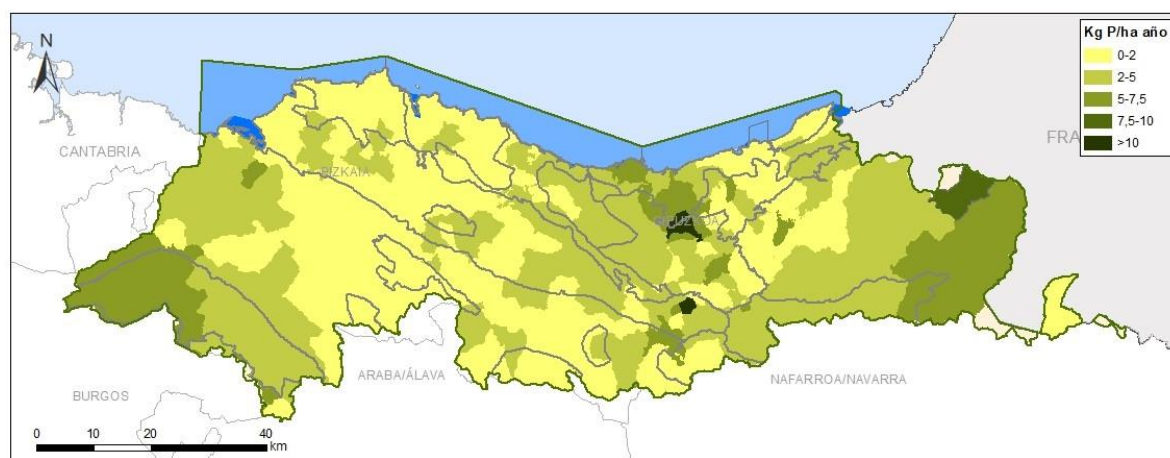 N
Kg P/ha año
0-2
2-5
5-7,5
7,5-10
>10
FRA
CANTABRIA
BIZKAIA
ARABA/ÁLAVA
NAFARROA/NAVARRA
BURGOS
0 10 20 40
km